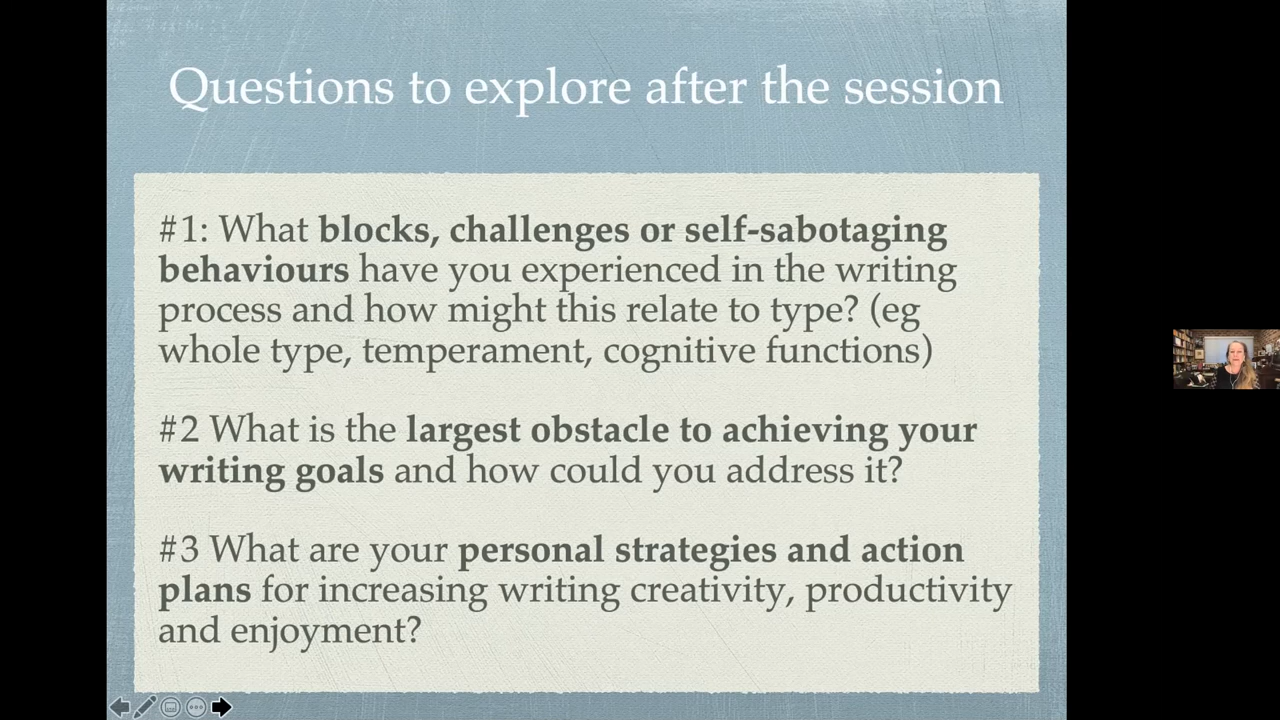 Questions to explore after the session
#1: What blocks, challenges or self-sabotaging
behaviours have you experienced in the writing
process and how might this relate to type? (eg
whole type, temperament, cognitive functions)
#2 What is the largest obstacle to achieving your
writing goals and how could you address it?
#3 What are your personal strategies and action
plans for increasing writing creativity, productivity
and enjoyment?